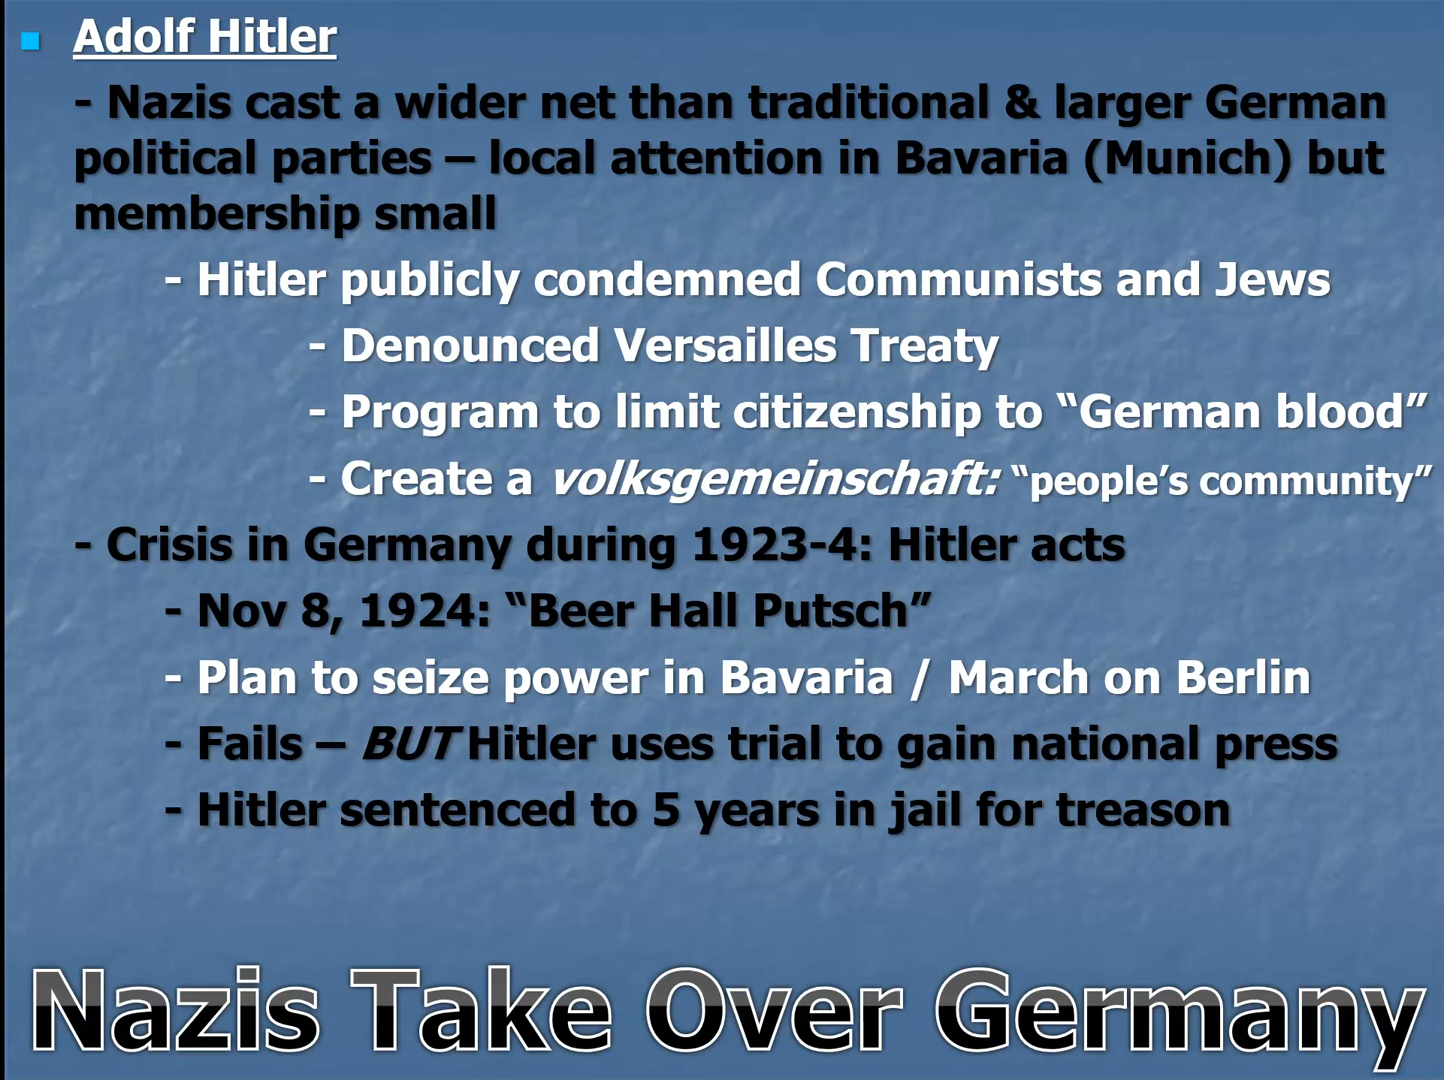 Adolf Hitler
- Nazis cast a wider net than traditional & larger German
political parties – local attention in Bavaria (Munich) but
membership small
- Hitler publicly condemned Communists and Jews
- Denounced Versailles Treaty
- Program to limit citizenship to “German blood”
- Create a volksgemeinschaft: “people’s community”
- Crisis in Germany during 1923-4: Hitler acts
- Nov 8, 1924: “Beer Hall Putsch”
- Plan to seize power in Bavaria / March on Berlin
- Fails – BUT Hitler uses trial to gain national press
- Hitler sentenced to 5 years in jail for treason
Nazis Take Over Germany